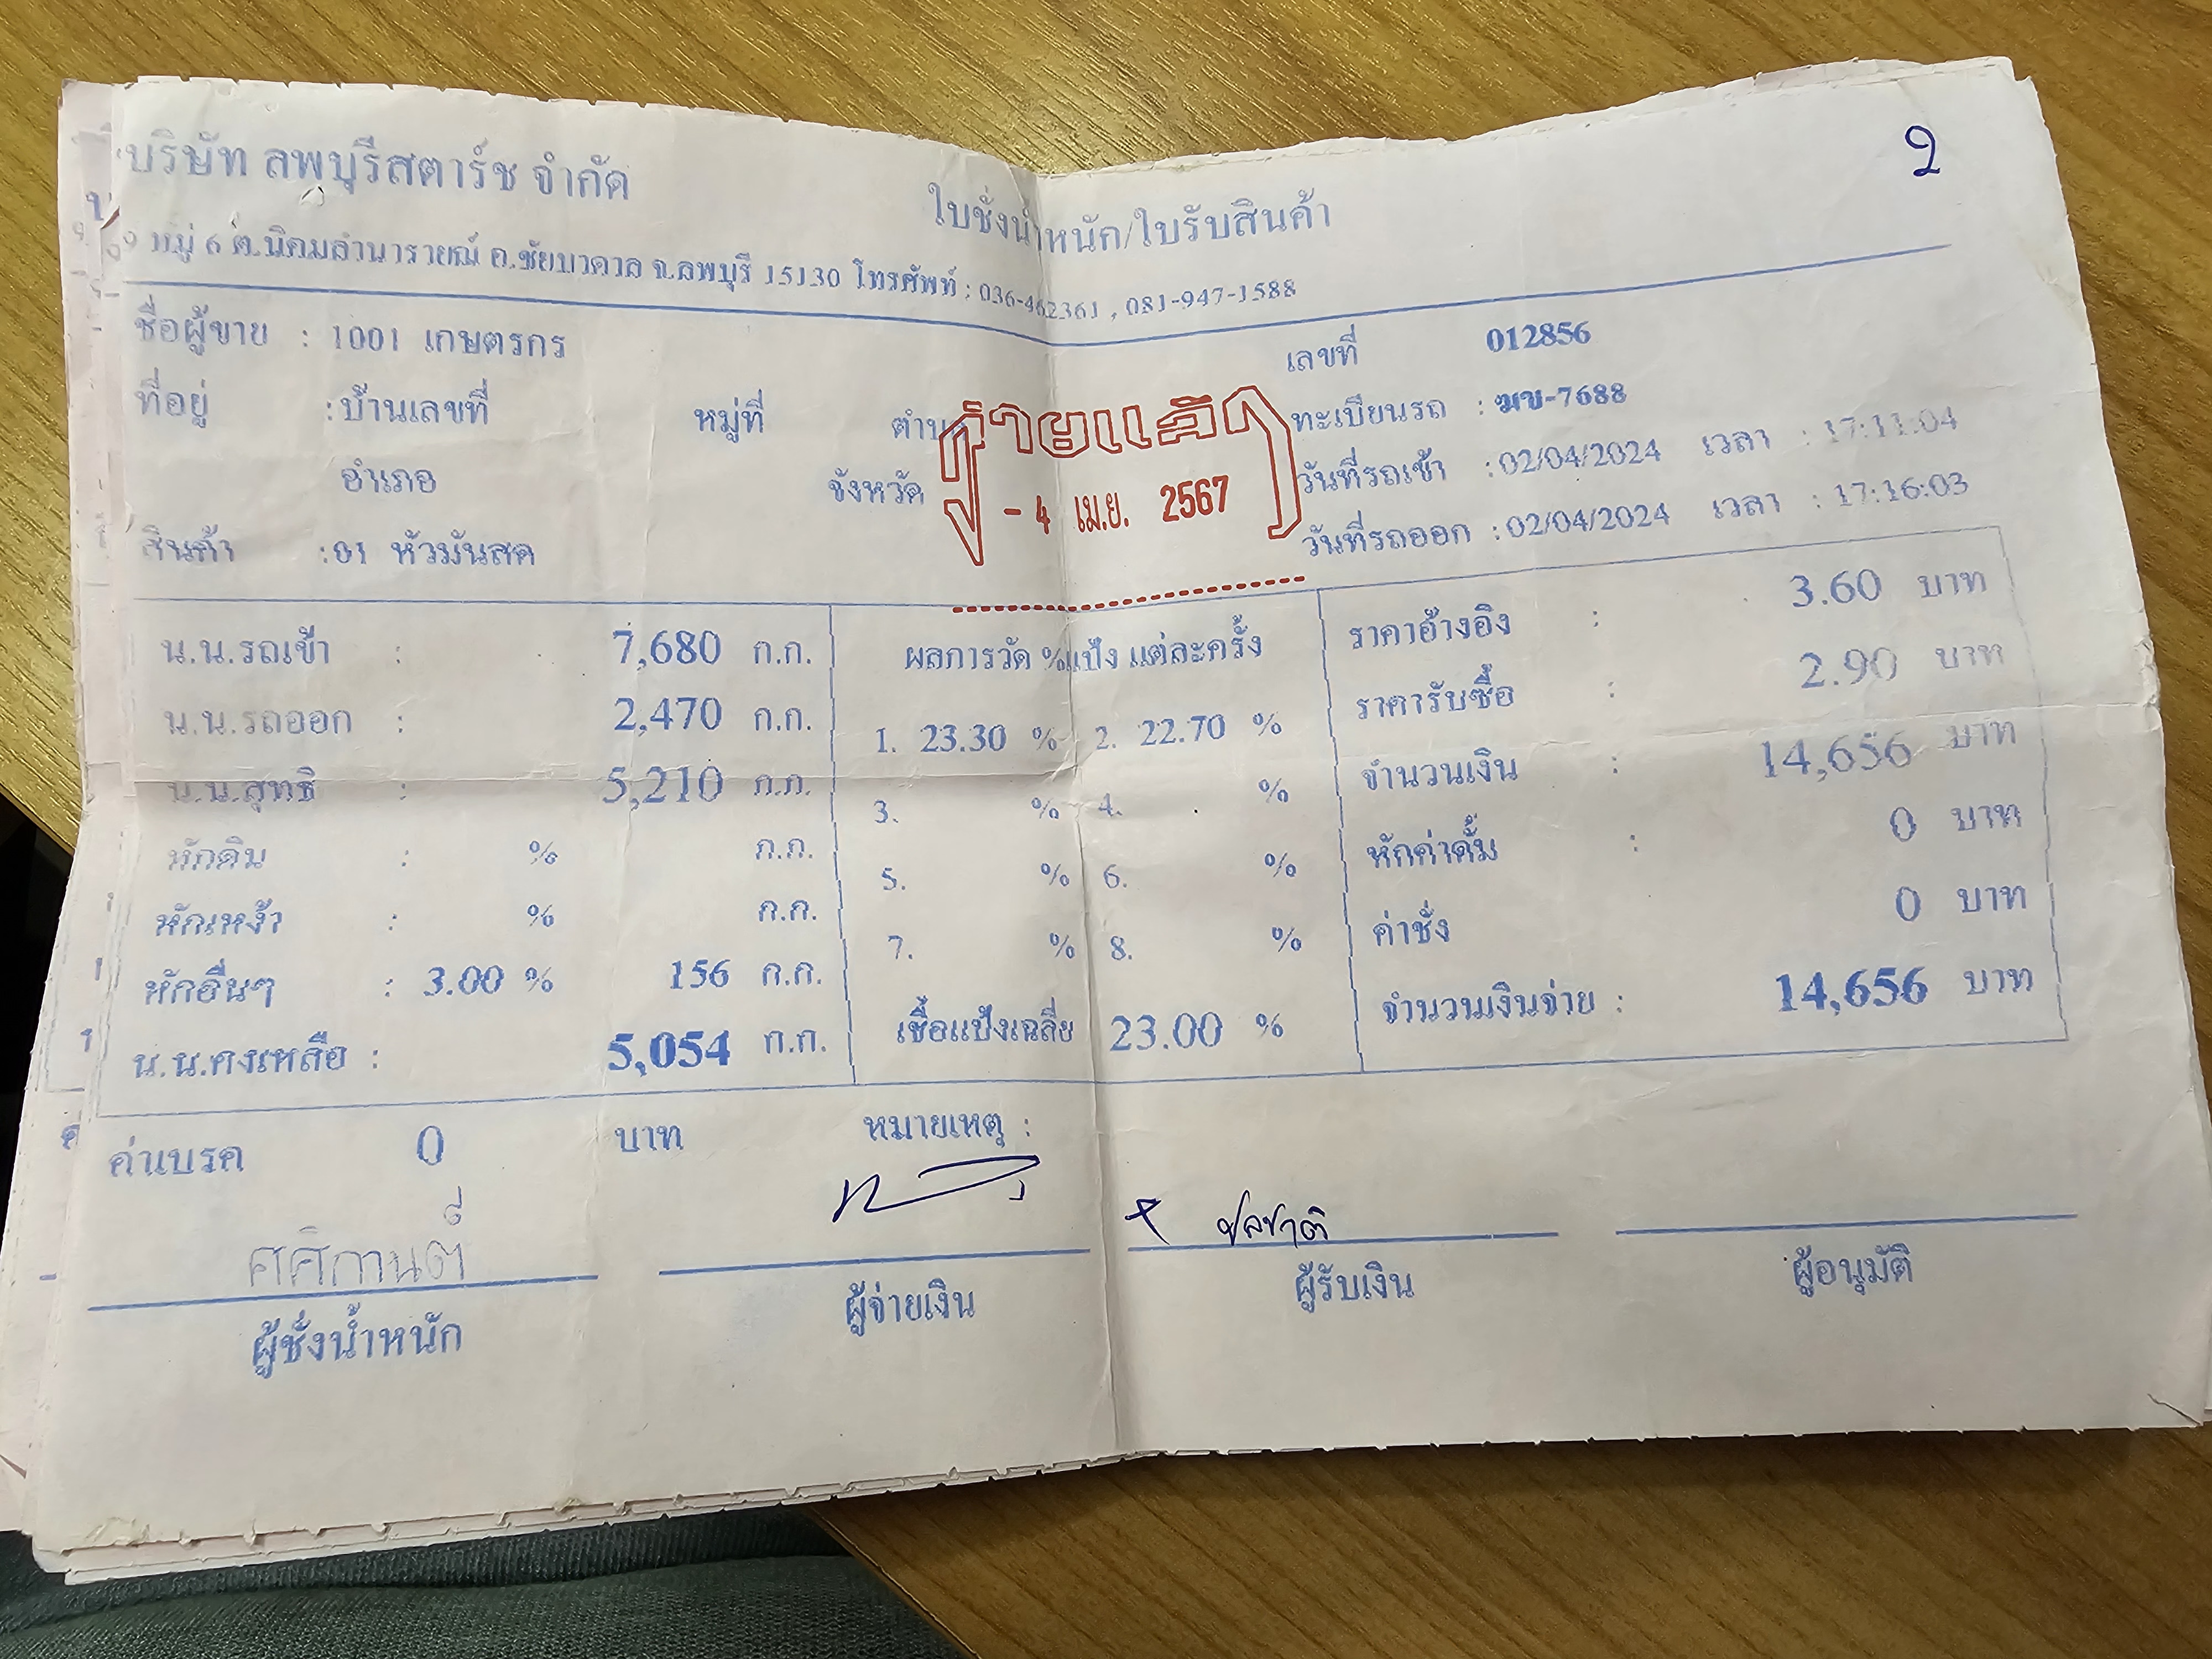 2
บริษัท ลพบุรีสตาร์ช จำกัด
ใบชั่งน้ำหนัก/ใบรับสินค้า
หมู่ 6 ต.นิคมลำนารายณ์ อ.ชัยบาดาล จ.ลพบุรี 15130 โทรศัพท์ : 036-462361 , 081-947-1588
ชื่อผู้ขาย : 1001 เกษตรกร
เลขที่ 012856
ที่อยู่ : บ้านเลขที่ หมู่ที่ ตำบล
ทะเบียนรถ : มข-7688
อำเภอ จังหวัด
วันที่รถเข้า : 02/04/2024 เวลา : 17:11:04
สินค้า : 01 หัวมันสด
วันที่รถออก : 02/04/2024 เวลา : 17:16:03
จ่ายแล้ว
- 4 เม.ย. 2567
น.น.รถเข้า : 7,680 ก.ก.
น.น.รถออก : 2,470 ก.ก.
น.น.สุทธิ : 5,210 ก.ก.
หักดิน : % ก.ก.
หักเหง้า : % ก.ก.
หักอื่นๆ : 3.00 % 156 ก.ก.
น.น.คงเหลือ : 5,054 ก.ก.
ผลการวัด %แป้ง แต่ละครั้ง
1. 23.30 % 2. 22.70 %
3. % 4. %
5. % 6. %
7. % 8. %
เชื้อแป้งเฉลี่ย 23.00 %
ราคาอ้างอิง : 3.60 บาท
ราคารับซื้อ : 2.90 บาท
จำนวนเงิน : 14,656 บาท
หักค่าดั้ม : 0 บาท
ค่าชั่ง 0 บาท
จำนวนเงินจ่าย : 14,656 บาท
ค่าเบรค 0 บาท
หมายเหตุ :
ศศิกานต์
ชลชาติ
ผู้ชั่งน้ำหนัก
ผู้จ่ายเงิน
ผู้รับเงิน
ผู้อนุมัติ